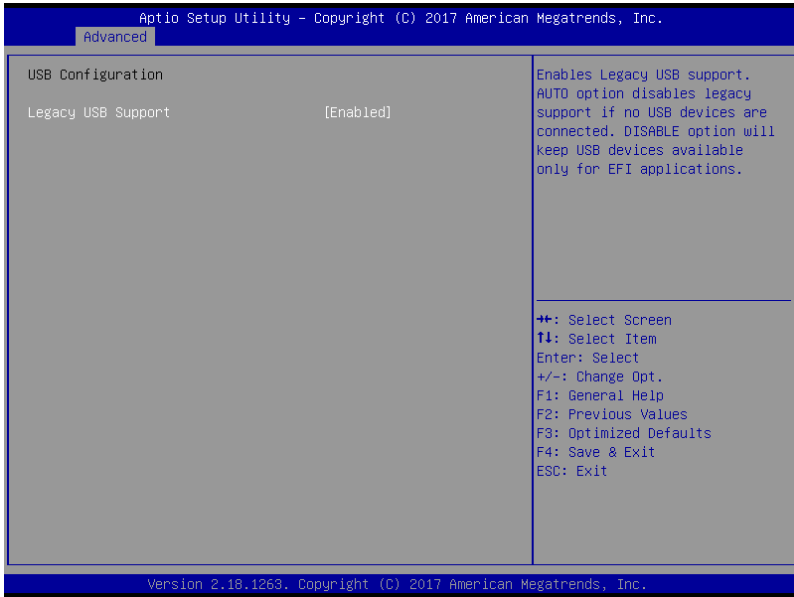 Aptio Setup Utility – Copyright (C) 2017 American Megatrends, Inc.
Advanced
USB Configuration
Legacy USB Support [Enabled]
Enables Legacy USB support.
AUTO option disables legacy
support if no USB devices are
connected. DISABLE option will
keep USB devices available
only for EFI applications.
→←: Select Screen
↑↓: Select Item
Enter: Select
+/-: Change Opt.
F1: General Help
F2: Previous Values
F3: Optimized Defaults
F4: Save & Exit
ESC: Exit
Version 2.18.1263. Copyright (C) 2017 American Megatrends, Inc.